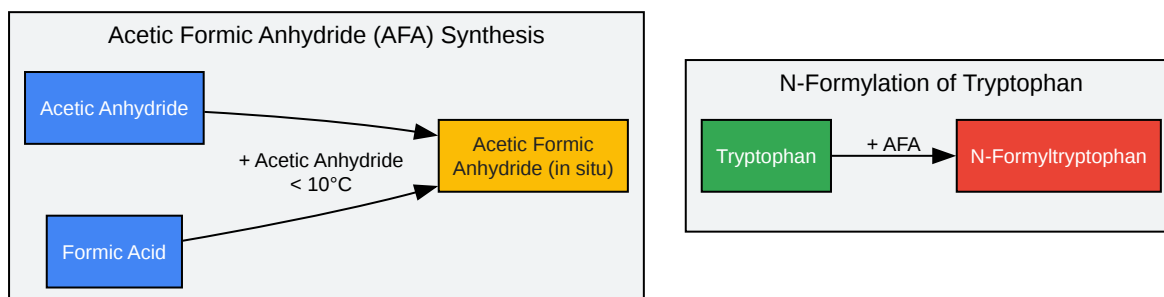 Acetic Formic Anhydride (AFA) Synthesis
Acetic Anhydride
+ Acetic Anhydride
< 10°C
Acetic Formic
Anhydride (in situ)
Formic Acid
N-Formylation of Tryptophan
Tryptophan
+ AFA
N-Formyltryptophan